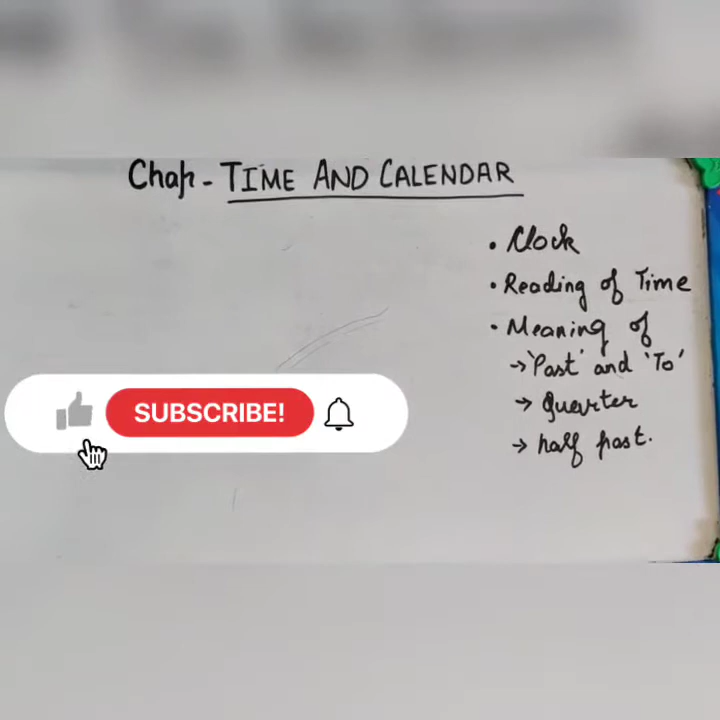 Chap - TIME AND CALENDAR
• Clock
• Reading of Time
• Meaning of
→ 'Past' and 'To'
→ Quarter
→ half past.
SUBSCRIBE!